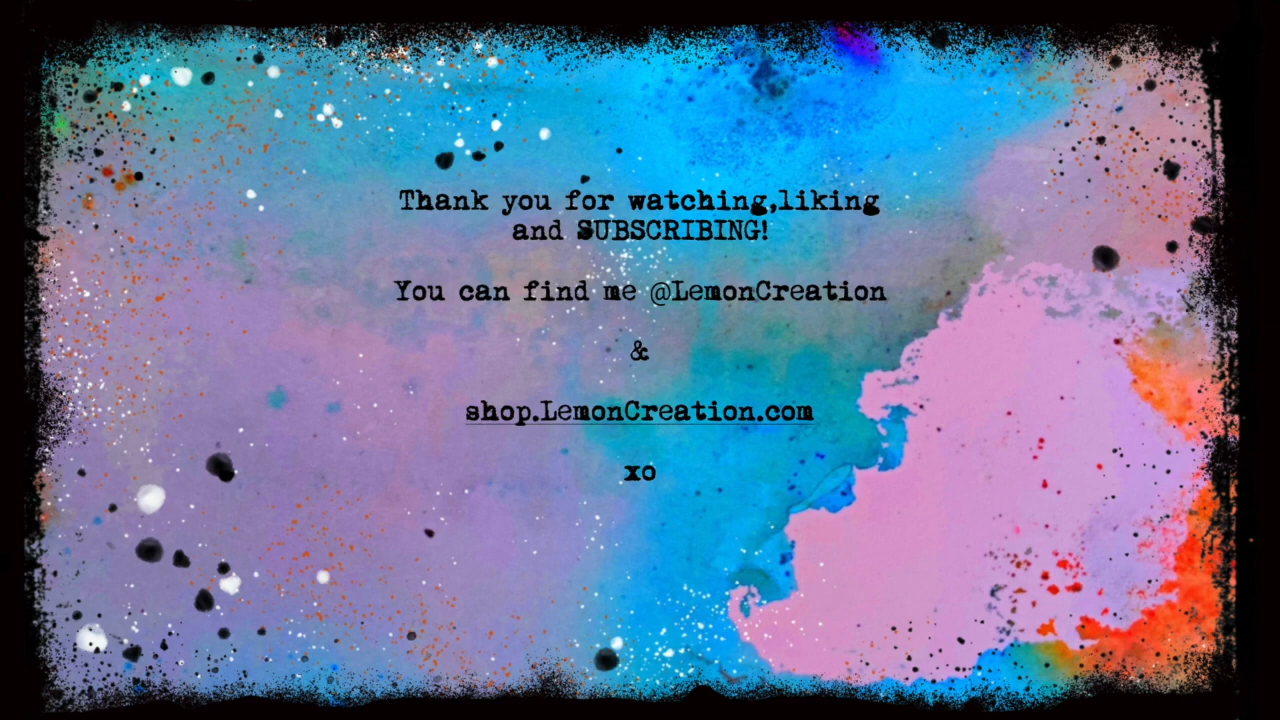 Thank you for watching,liking
and SUBSCRIBING!
You can find me @LemonCreation
&
shop.LemonCreation.com
xo